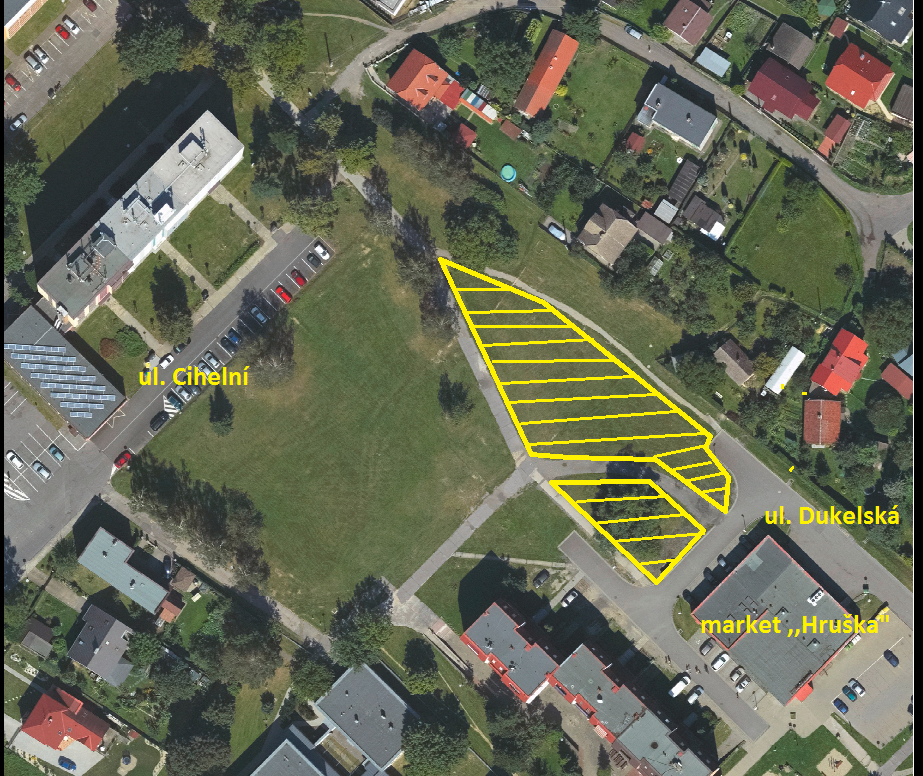 ul. Cihelní
ul. Dukelská
market ,,Hruška"